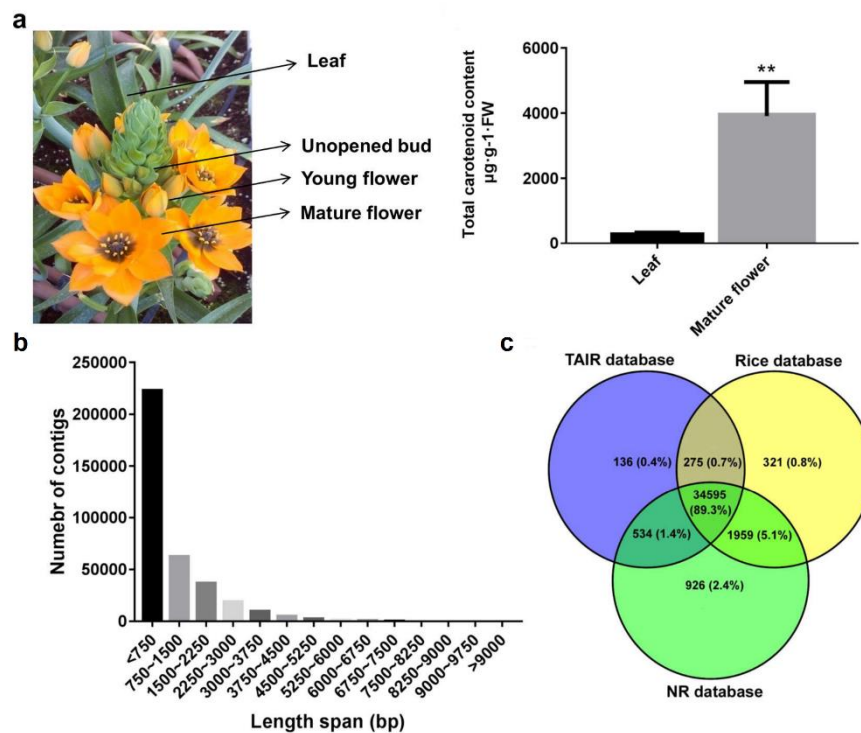 a
Leaf
Unopened bud
Young flower
Mature flower
Total carotenoid content
µg·g-1·FW
6000
4000
2000
0
**
Leaf
Mature flower
b
Numebr of contigs
250000
200000
150000
100000
50000
0
<750
750~1500
1500~2250
2250~3000
3000~3750
3750~4500
4500~5250
5250~6000
6000~6750
6750~7500
7500~8250
8250~9000
9000~9750
>9000
Length span (bp)
c
TAIR database
Rice database
136 (0.4%)
275 (0.7%)
321 (0.8%)
34595
(89.3%)
534 (1.4%)
1959 (5.1%)
926 (2.4%)
NR database